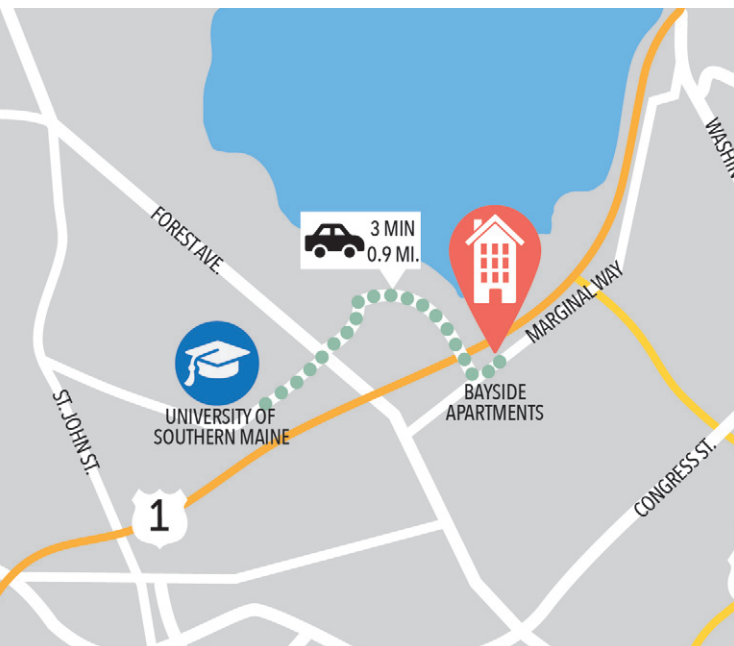 WASHIN
FOREST AVE.
3 MIN
0.9 MI.
MARGINAL WAY
BAYSIDE
APARTMENTS
UNIVERSITY OF
SOUTHERN MAINE
ST. JOHN ST.
CONGRESS ST.
1